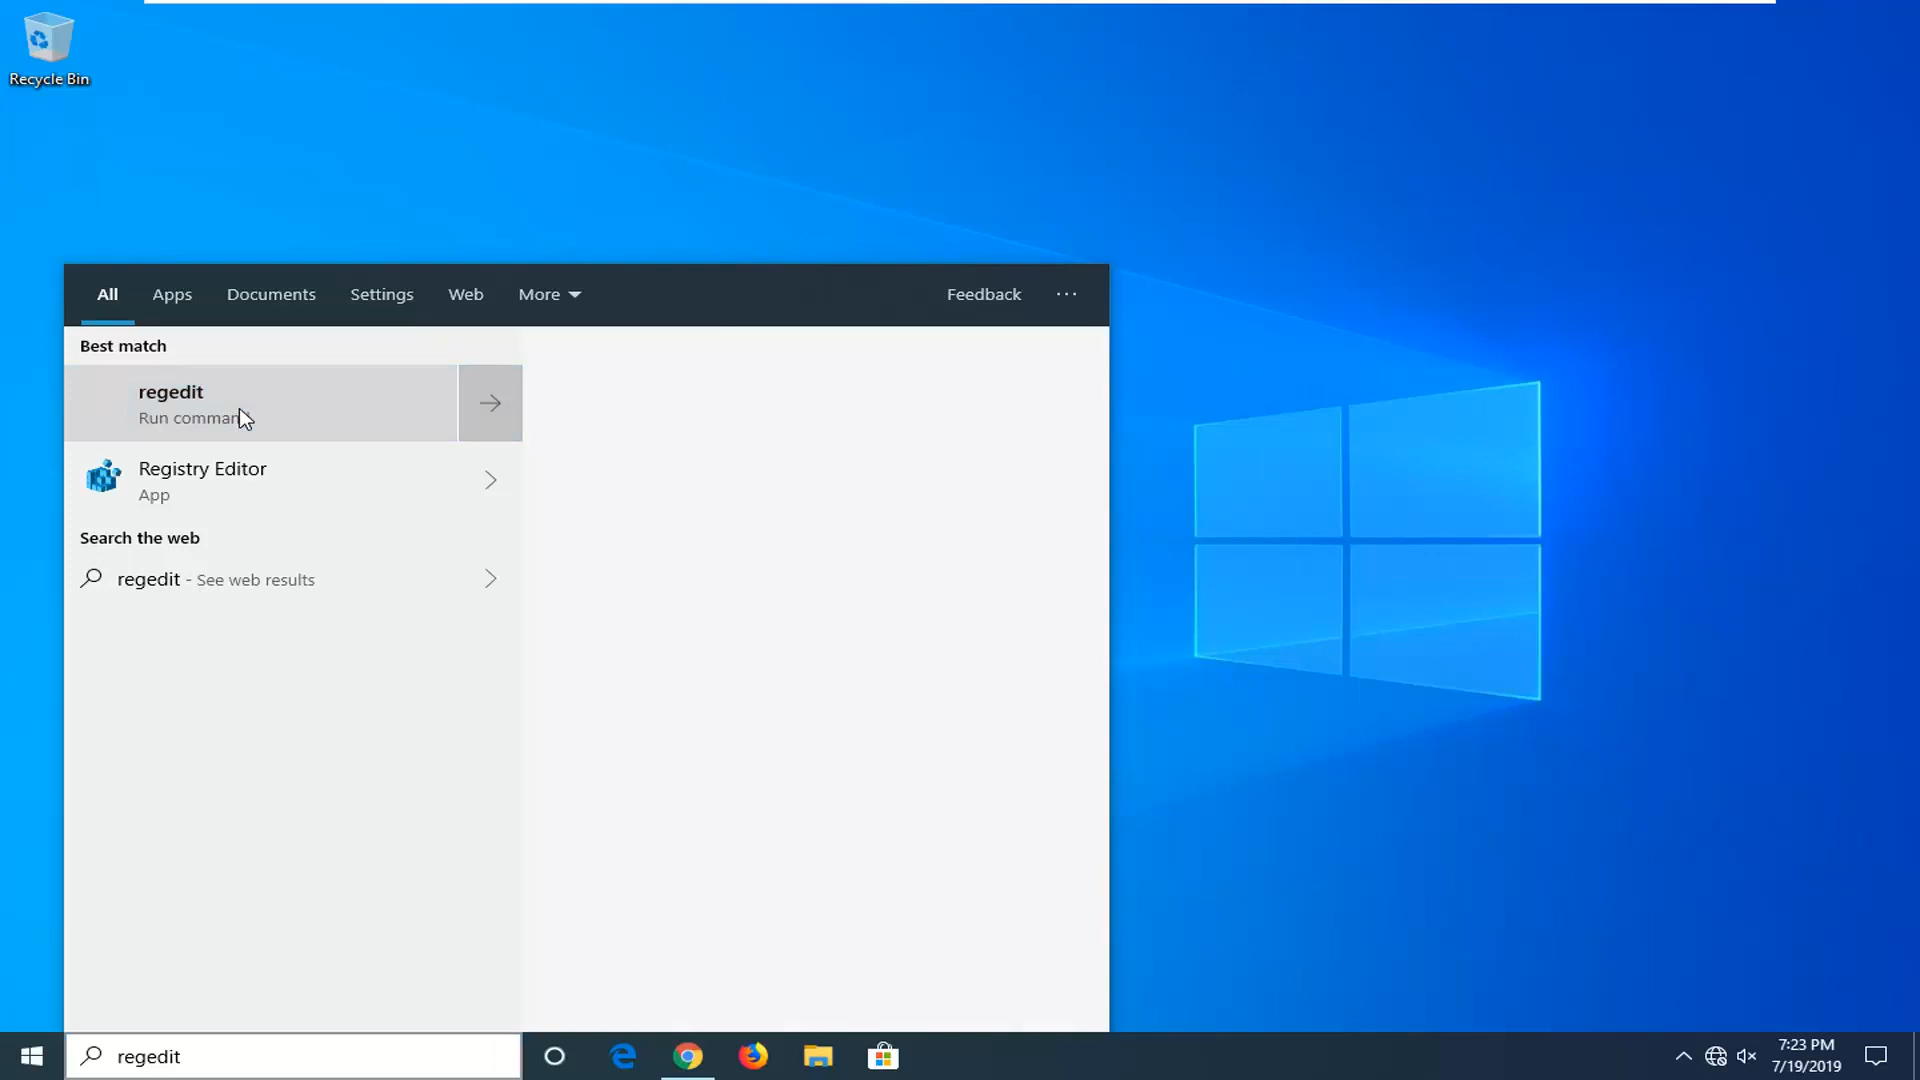 Recycle Bin
All Apps Documents Settings Web More Feedback ...
Best match
regedit
Run comman
Registry Editor
App
Search the web
regedit - See web results
regedit
7:23 PM
7/19/2019